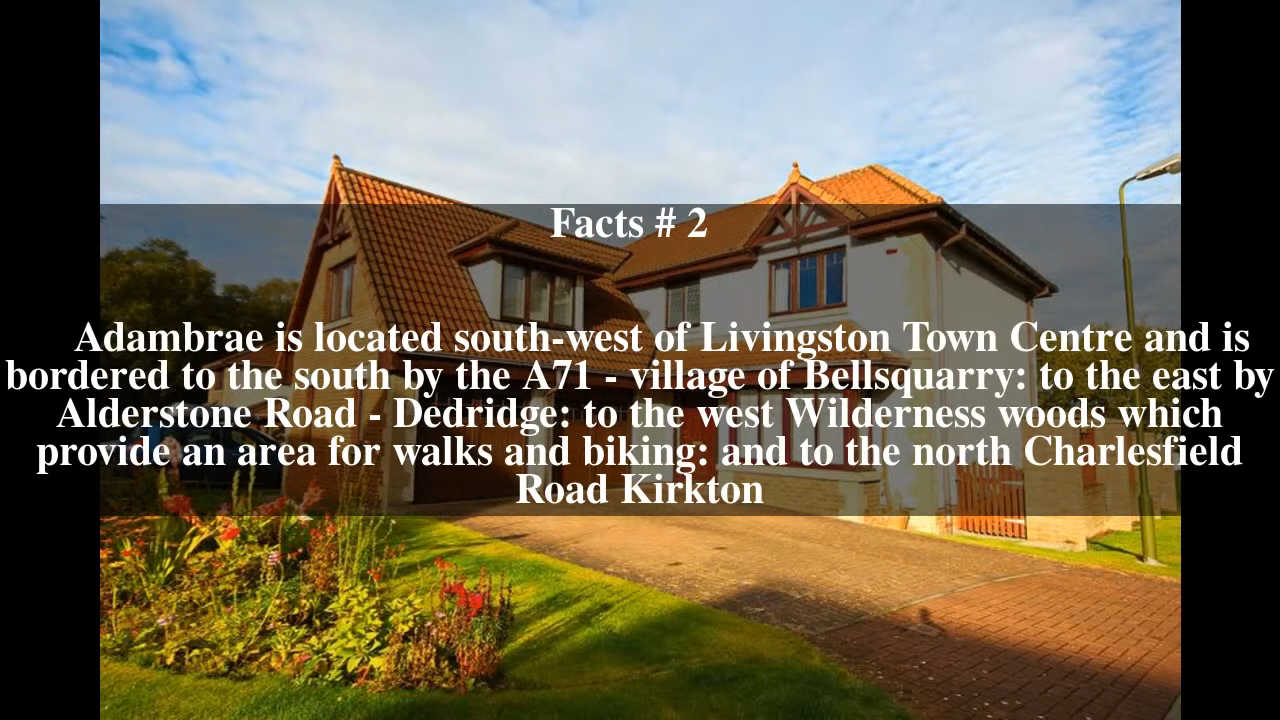 Facts # 2
Adambrae is located south-west of Livingston Town Centre and is
bordered to the south by the A71 - village of Bellsquarry: to the east by
Alderstone Road - Dedridge: to the west Wilderness woods which
provide an area for walks and biking: and to the north Charlesfield
Road Kirkton